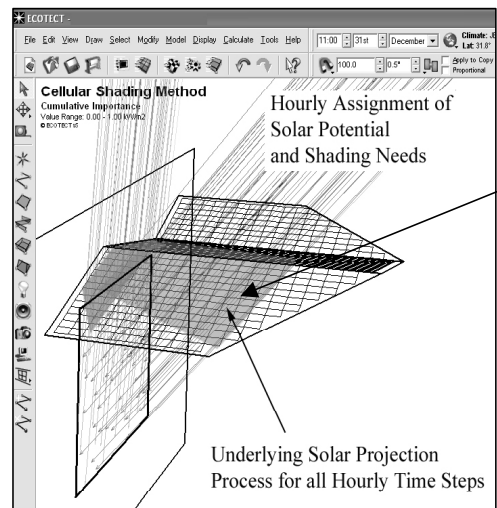 ECOTECT -
File Edit View Draw Select Modify Model Display Calculate Tools Help
11:00 31st December Climate: JE
Lat: 31.8°
100.0 0.5° Apply to Copy
Proportional
Cellular Shading Method
Cumulative Importance
Value Range: 0.00 - 1.00 kWm2
© ECOTECT v5
Hourly Assignment of
Solar Potential
and Shading Needs
Underlying Solar Projection
Process for all Hourly Time Steps